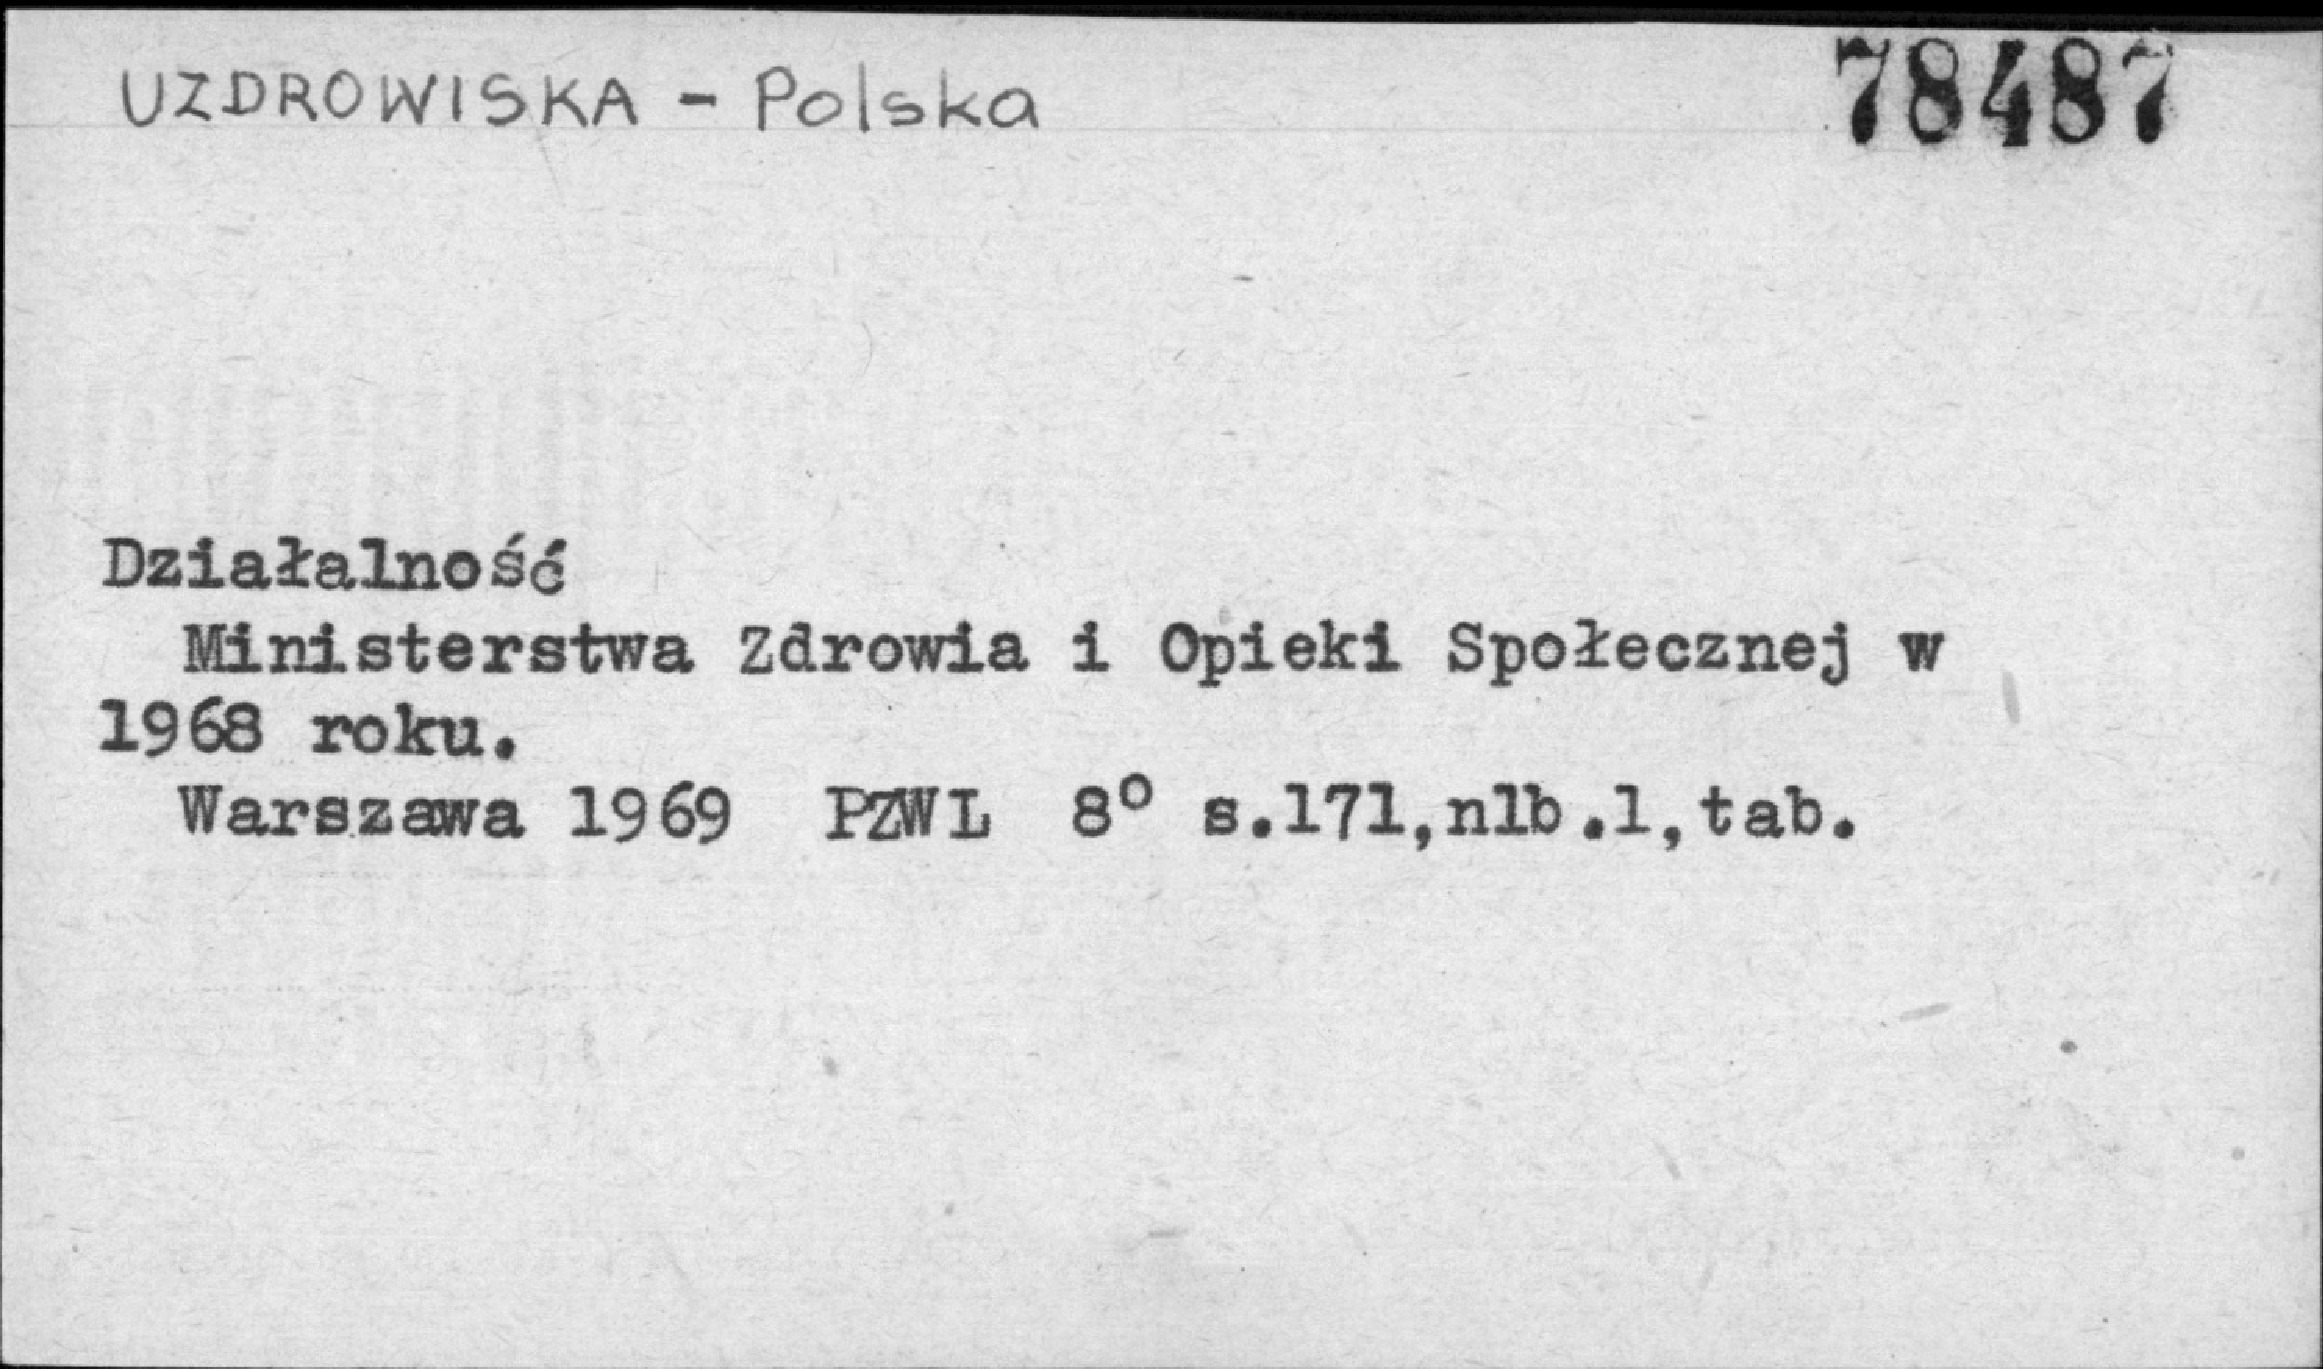 UZDROWISKA - Polska
78487
Działalność
Ministerstwa Zdrowia i Opieki Społecznej w
1968 roku.
Warszawa 1969 PZWL 8° s.171,nlb.1,tab.